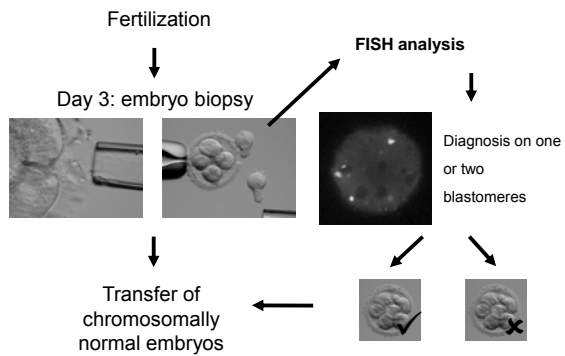 Fertilization
Day 3: embryo biopsy
FISH analysis
Diagnosis on one
or two
blastomeres
Transfer of
chromosomally
normal embryos